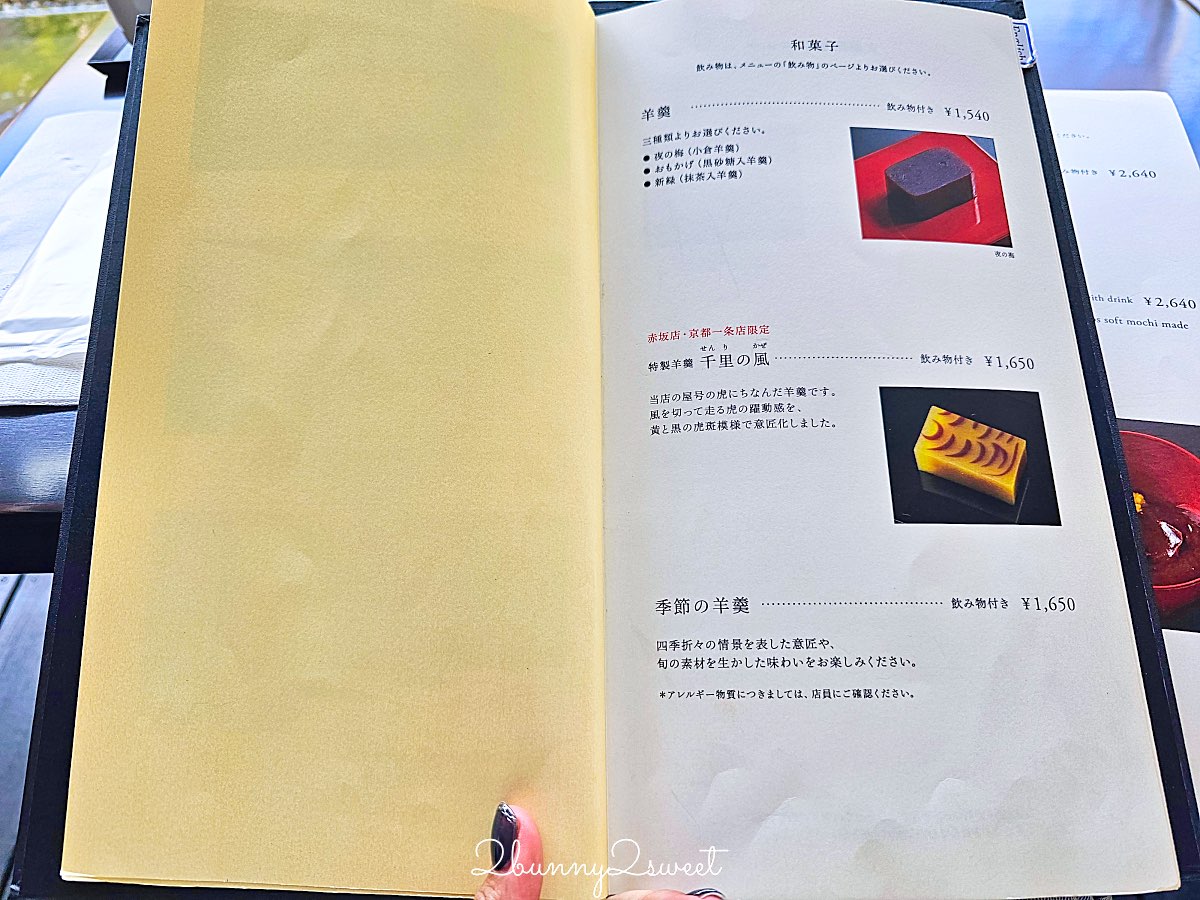 和菓子
飲み物は、メニューの「飲み物」のページよりお選びください。
羊羹 飲み物付き ¥1,540
三種類よりお選びください。
● 夜の梅（小倉羊羹）
● おもかげ（黒砂糖入羊羹）
● 新緑（抹茶入羊羹）
夜の梅
赤坂店・京都一条店限定
せんり かぜ
特製羊羹 千里の風 飲み物付き ¥1,650
当店の屋号の虎にちなんだ羊羹です。
風を切って走る虎の躍動感を、
黄と黒の虎斑模様で意匠化しました。
季節の羊羹 飲み物付き ¥1,650
四季折々の情景を表した意匠や、
旬の素材を生かした味わいをお楽しみください。
＊アレルギー物質につきましては、店員にご確認ください。
English
ください。
付き ¥2,640
with drink ¥2,640
soft mochi made
2bunny2sweet